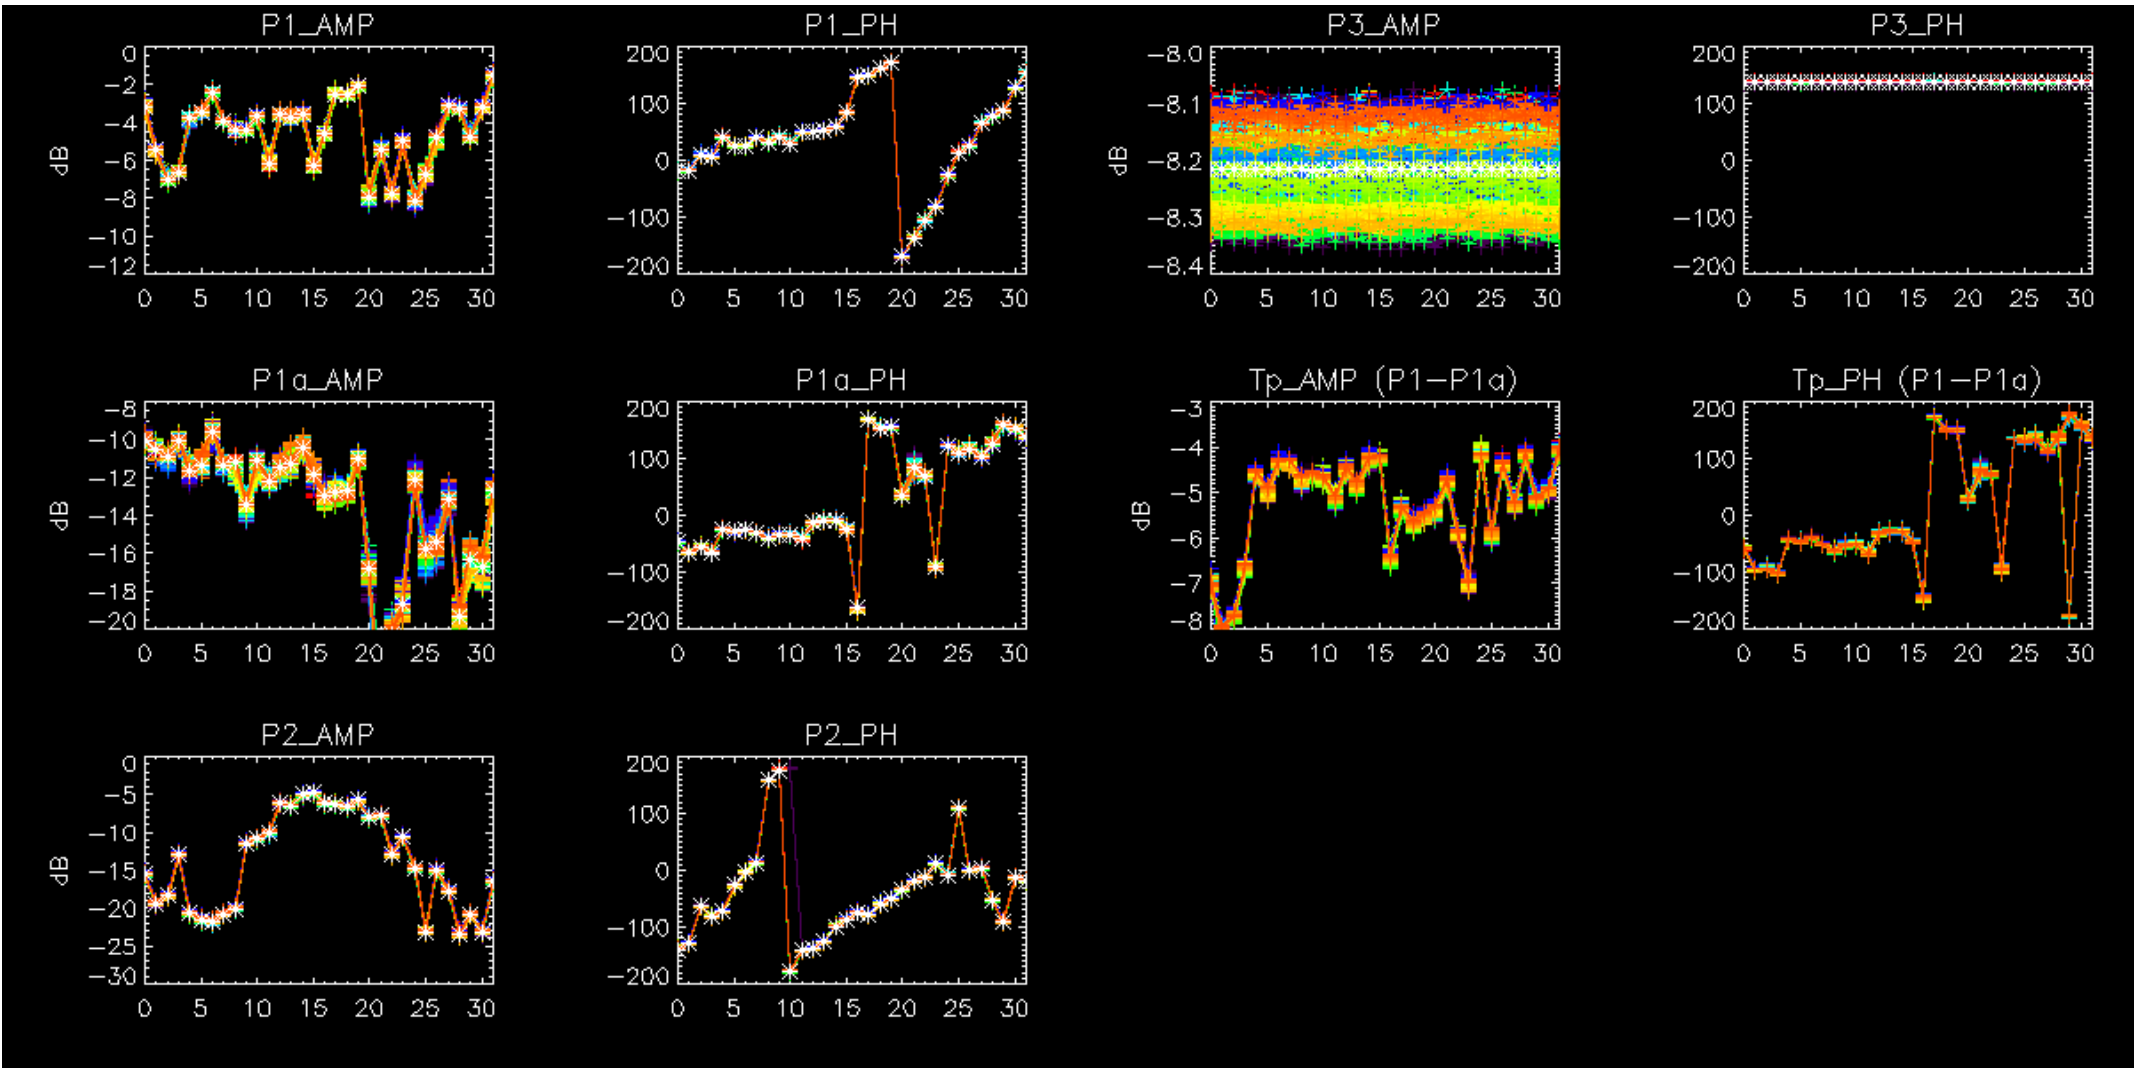 P1_AMP
dB
0
−2
−4
−6
−8
−10
−12
0 5 10 15 20 25 30
P1_PH
200
100
0
−100
−200
0 5 10 15 20 25 30
P3_AMP
dB
−8.0
−8.1
−8.2
−8.3
−8.4
0 5 10 15 20 25 30
P3_PH
200
100
0
−100
−200
0 5 10 15 20 25 30
P1a_AMP
dB
−8
−10
−12
−14
−16
−18
−20
0 5 10 15 20 25 30
P1a_PH
200
100
0
−100
−200
0 5 10 15 20 25 30
Tp_AMP (P1−P1a)
dB
−3
−4
−5
−6
−7
−8
0 5 10 15 20 25 30
Tp_PH (P1−P1a)
200
100
0
−100
−200
0 5 10 15 20 25 30
P2_AMP
dB
0
−5
−10
−15
−20
−25
−30
0 5 10 15 20 25 30
P2_PH
200
100
0
−100
−200
0 5 10 15 20 25 30